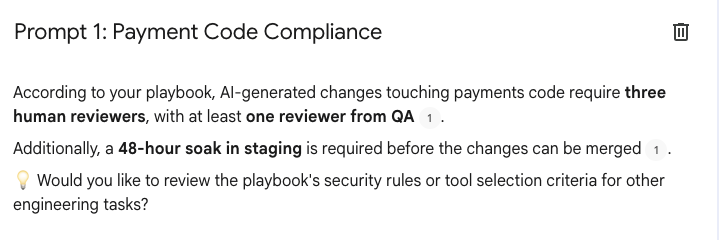 Prompt 1: Payment Code Compliance
According to your playbook, AI-generated changes touching payments code require three
human reviewers, with at least one reviewer from QA 1 .
Additionally, a 48-hour soak in staging is required before the changes can be merged 1 .
💡 Would you like to review the playbook's security rules or tool selection criteria for other
engineering tasks?